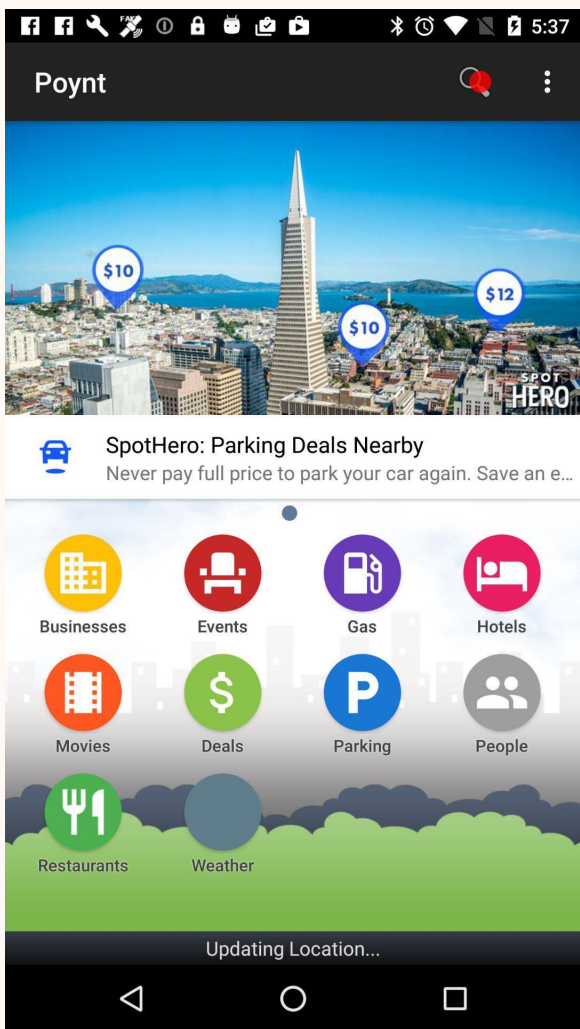 FAKE
5:37
Poynt
$10
$12
$10
SPOT
HERO
SpotHero: Parking Deals Nearby
Never pay full price to park your car again. Save an e...
Businesses
Events
Gas
Hotels
$
P
Movies
Deals
Parking
People
Restaurants
Weather
Updating Location...